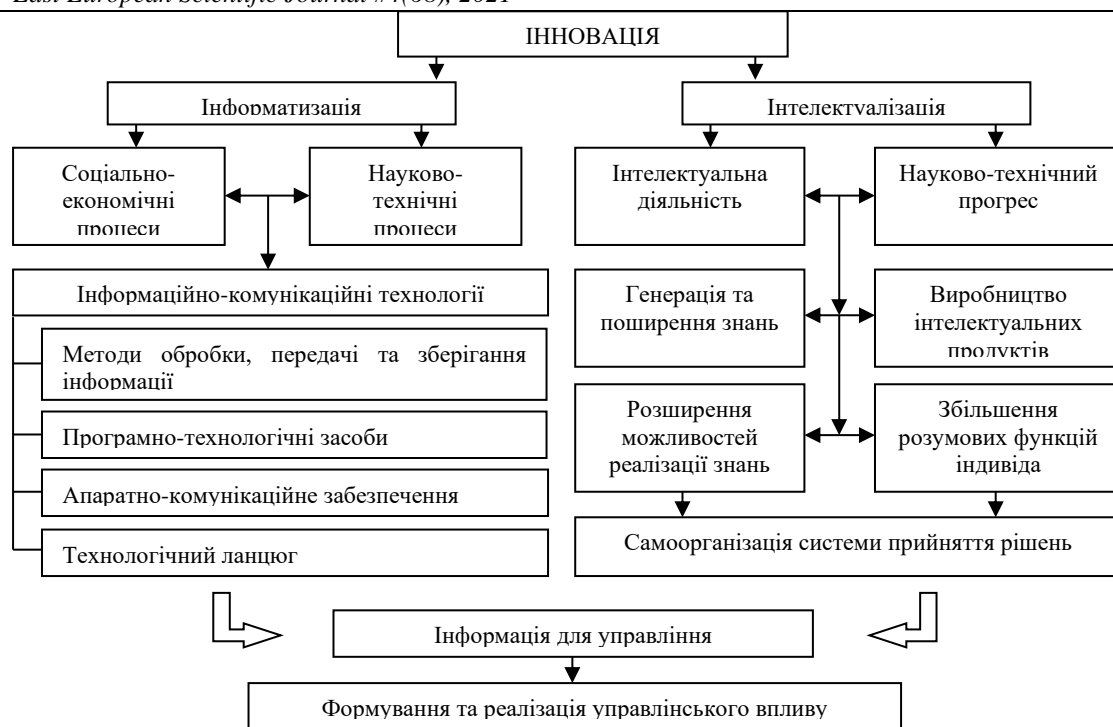 East European Scientific Journal #4(68), 2021
ІННОВАЦІЯ
Інформатизація
Інтелектуалізація
Соціально-
економічні
процеси
Науково-
технічні
процеси
Інтелектуальна
діяльність
Науково-технічний
прогрес
Інформаційно-комунікаційні технології
Генерація та
поширення знань
Виробництво
інтелектуальних
продуктів
Методи обробки, передачі та зберігання
інформації
Програмно-технологічні засоби
Апаратно-комунікаційне забезпечення
Технологічний ланцюг
Розширення
можливостей
реалізації знань
Збільшення
розумових функцій
індивіда
Самоорганізація системи прийняття рішень
Інформація для управління
Формування та реалізація управлінського впливу